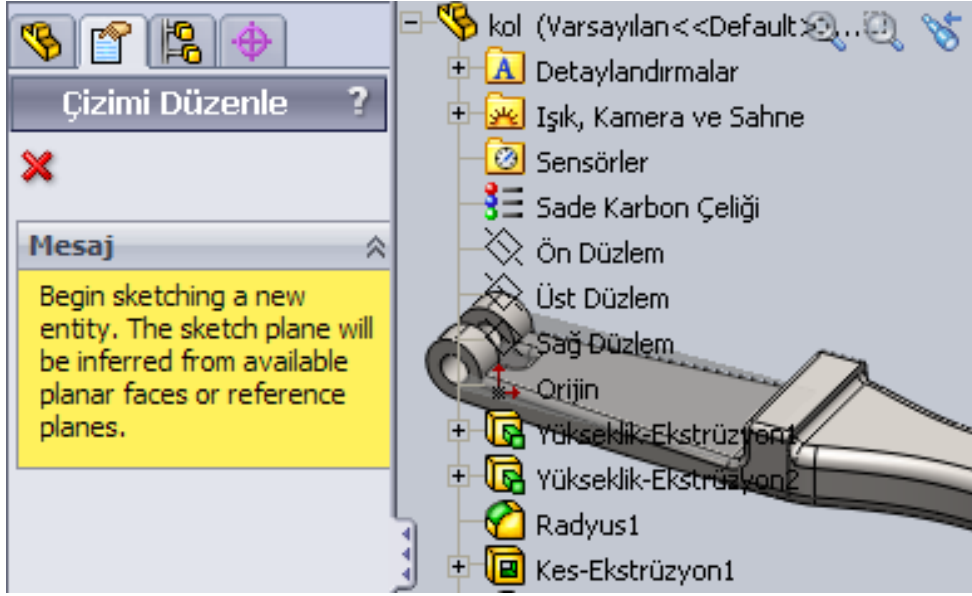 Çizimi Düzenle ?
Mesaj
Begin sketching a new
entity. The sketch plane will
be inferred from available
planar faces or reference
planes.
kol (Varsayılan<<Default>...
A Detaylandırmalar
Işık, Kamera ve Sahne
Sensörler
Sade Karbon Çeliği
Ön Düzlem
Üst Düzlem
Sağ Düzlem
Orijin
Yükseklik-Ekstrüzyon1
Yükseklik-Ekstrüzyon2
Radyus1
Kes-Ekstrüzyon1